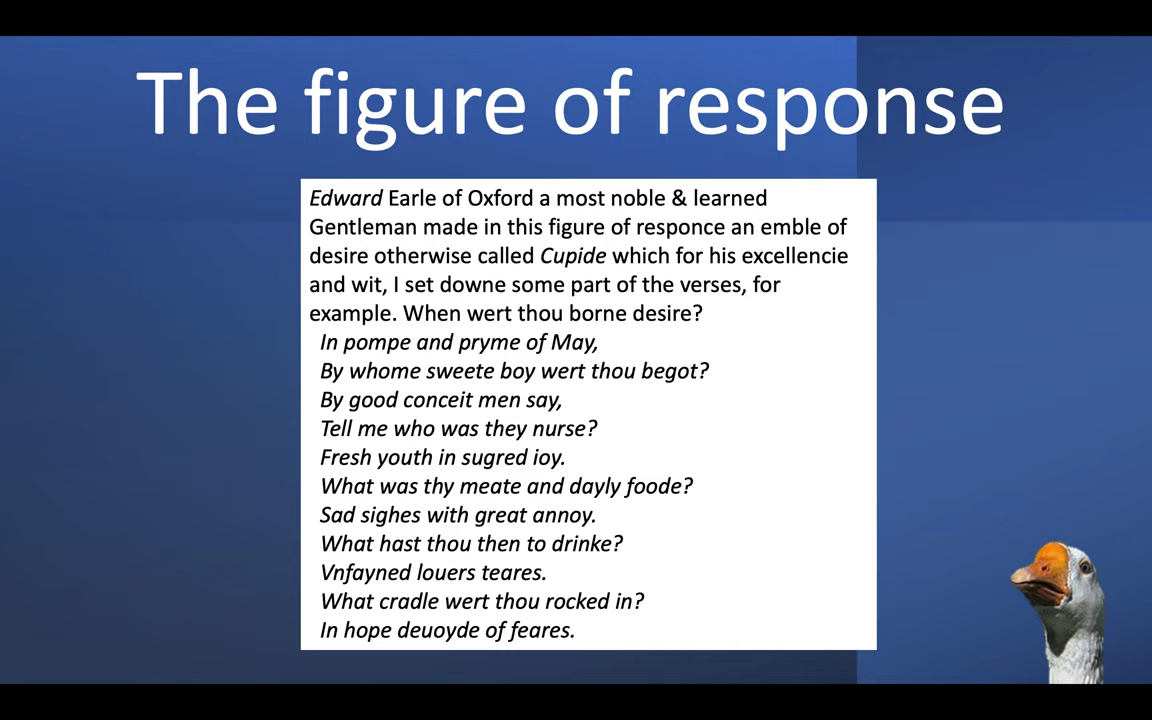 The figure of response
Edward Earle of Oxford a most noble & learned
Gentleman made in this figure of responce an emble of
desire otherwise called Cupide which for his excellencie
and wit, I set downe some part of the verses, for
example. When wert thou borne desire?
In pompe and pryme of May,
By whome sweete boy wert thou begot?
By good conceit men say,
Tell me who was they nurse?
Fresh youth in sugred ioy.
What was thy meate and dayly foode?
Sad sighes with great annoy.
What hast thou then to drinke?
Vnfayned louers teares.
What cradle wert thou rocked in?
In hope deuoyde of feares.